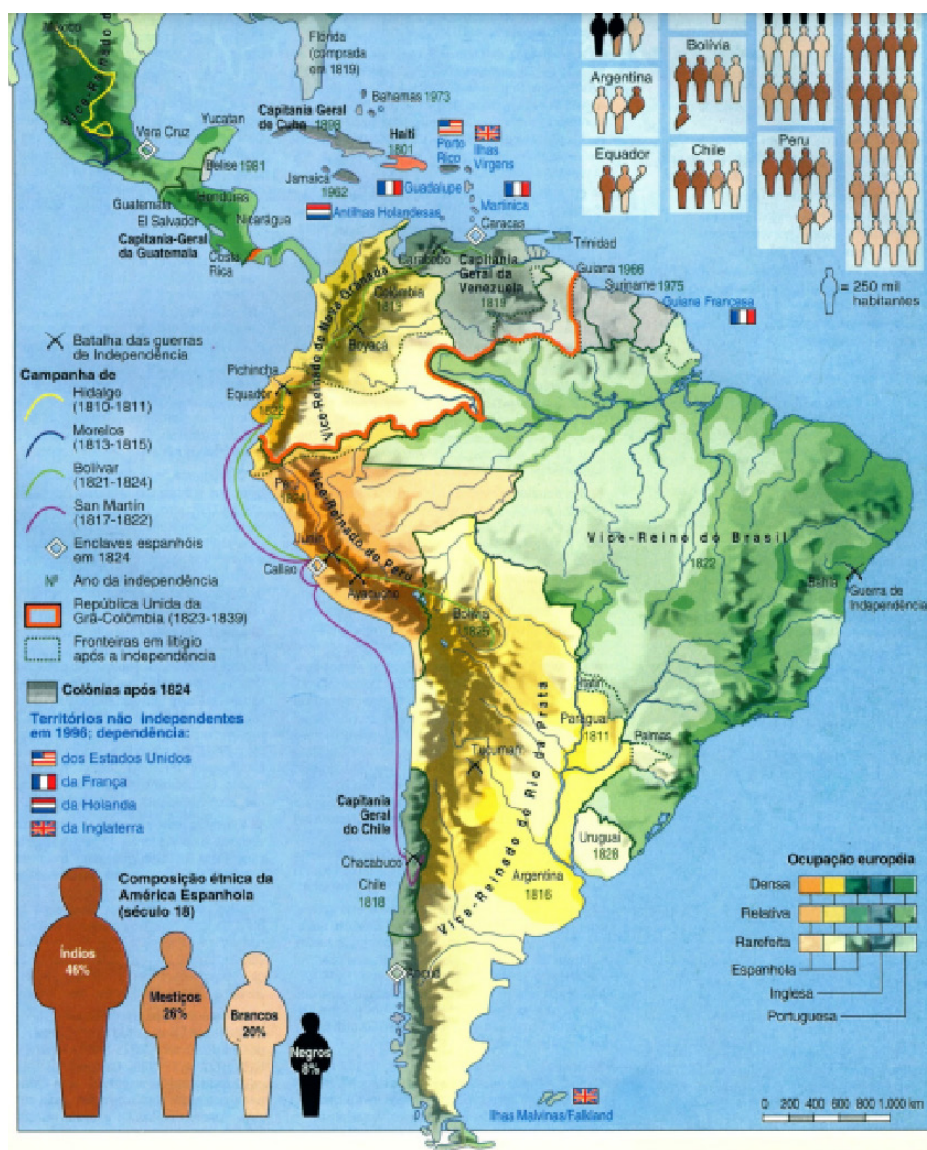 México
Vice-Reinado d
Flórida
(comprada
em 1819)
Bahamas 1973
Capitania Geral
de Cuba 1898
Haiti
1801
Porto
Rico
Ilhas
Virgens
Yucatan
Vera Cruz
Belise 1981
Jamaica
1962
Guadalupe
Martinica
Antilhas Holandesas
Guatemala
Honduras
El Salvador
Nicarágua
Capitania-Geral
da Guatemala
Costa
Rica
Caracas
Trinidad
Carabobo
Capitania
Geral da
Venezuela
1819
Guiana 1966
Suriname 1975
Guiana Francesa
Colômbia
1819
Vice-Reinado de Nova Granada
Boyacá
Pichincha
Equador
1822
Argentina
Bolívia
Equador
Chile
Peru
= 250 mil
habitantes
Batalha das guerras
de Independência
Campanha de
Hidalgo
(1810-1811)
Morelos
(1813-1815)
Bolívar
(1821-1824)
San Martín
(1817-1822)
Enclaves espanhóis
em 1824
Nº Ano da independência
República Unida da
Grã-Colômbia (1823-1839)
Fronteiras em litígio
após a independência
Colônias após 1824
Territórios não independentes
em 1998; dependência:
dos Estados Unidos
da França
da Holanda
da Inglaterra
Vice-Reinado do Peru
Junin
Callao
Ayacucho
Bolívia
1825
Vice-Reino do Brasil
1822
Bahia
Guerra de
Independência
Paraguai
1811
Palmas
Tucumán
Vice-Reinado de Rio da Prata
Uruguai
1828
Argentina
1816
Capitania
Geral
do Chile
Chacabuco
Chile
1818
Composição étnica da
América Espanhola
(século 18)
Índios
46%
Mestiços
26%
Brancos
20%
Negros
8%
Ocupação européia
Densa
Relativa
Rarefeita
Espanhola
Inglesa
Portuguesa
Ilhas Malvinas/Falkland
0 200 400 600 800 1.000 km